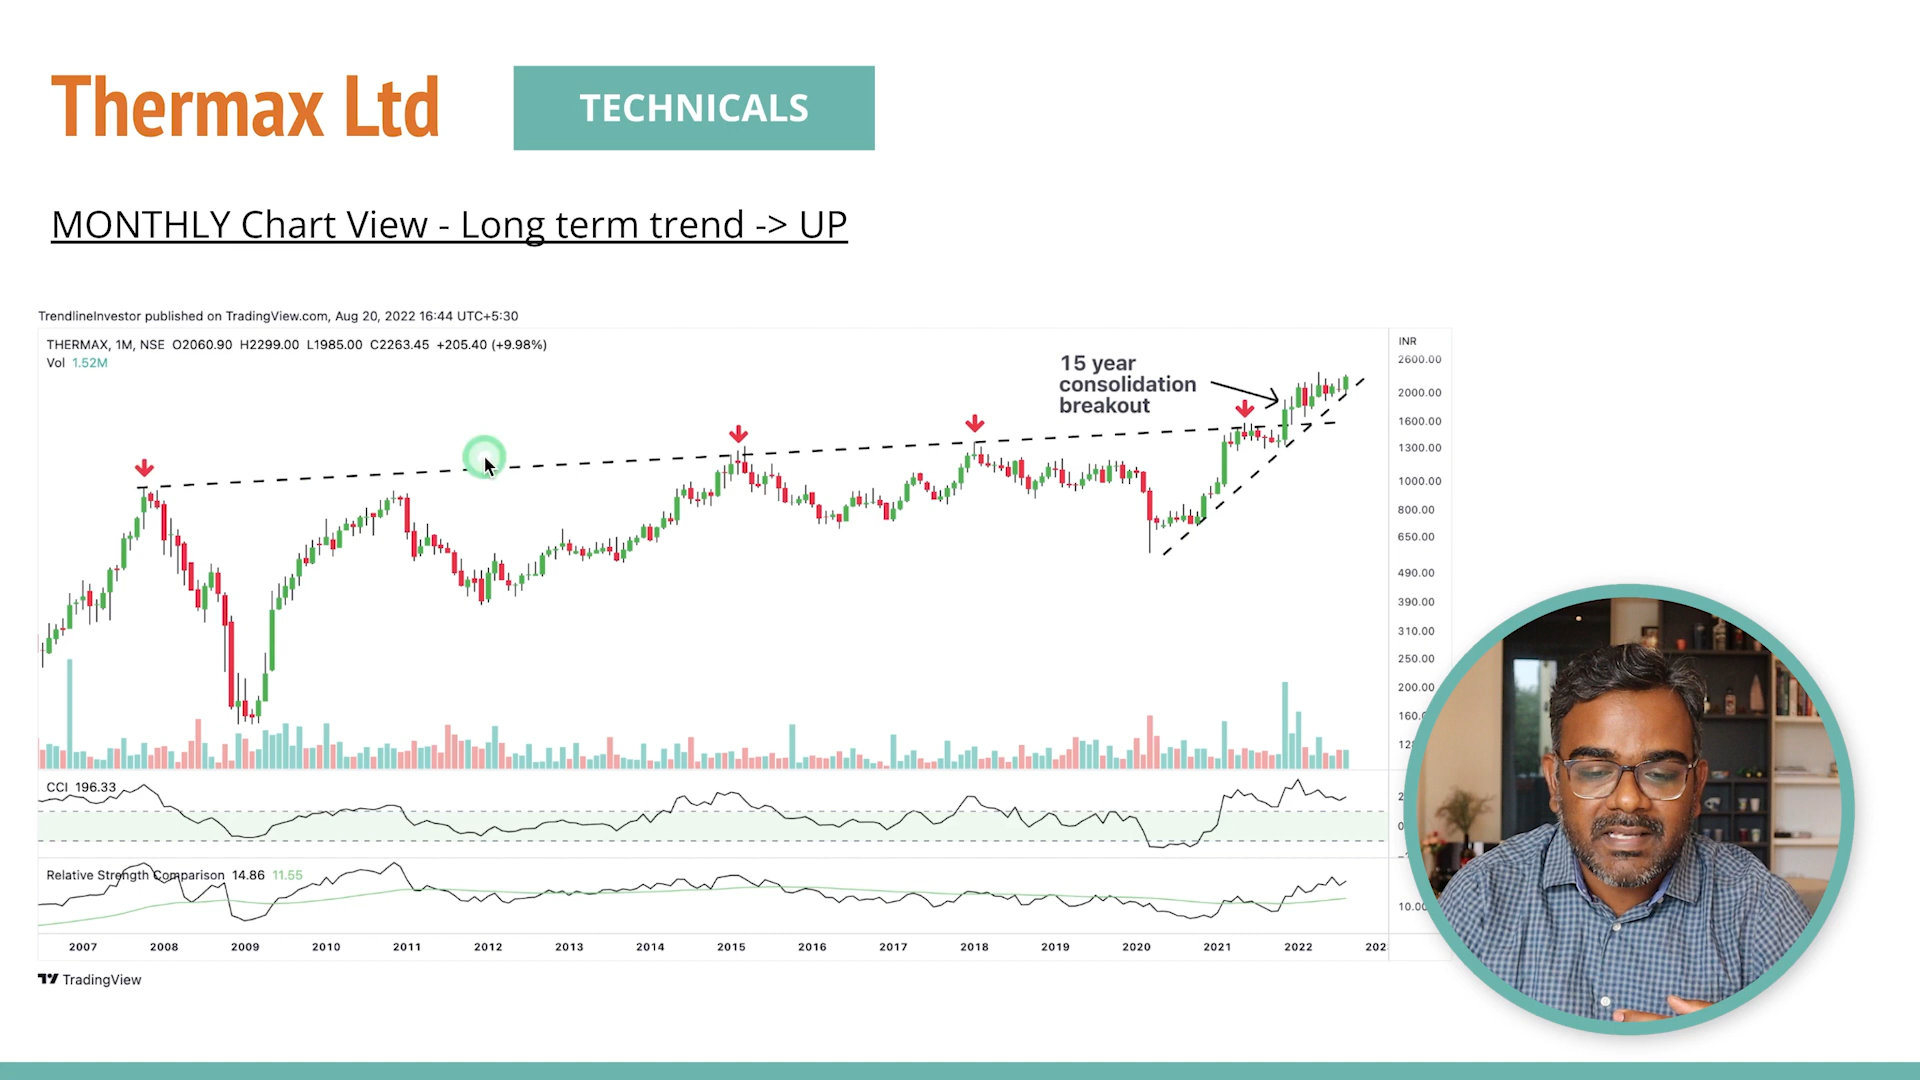 Thermax Ltd
TECHNICALS
MONTHLY Chart View - Long term trend -> UP
TrendlineInvestor published on TradingView.com, Aug 20, 2022 16:44 UTC+5:30
THERMAX, 1M, NSE O2060.90 H2299.00 L1985.00 C2263.45 +205.40 (+9.98%)
Vol 1.52M
15 year
consolidation
breakout
INR
2600.00
2000.00
1600.00
1300.00
1000.00
800.00
650.00
490.00
390.00
310.00
250.00
200.00
CCI 196.33
Relative Strength Comparison 14.86 11.55
2007 2008 2009 2010 2011 2012 2013 2014 2015 2016 2017 2018 2019 2020 2021 2022
TradingView